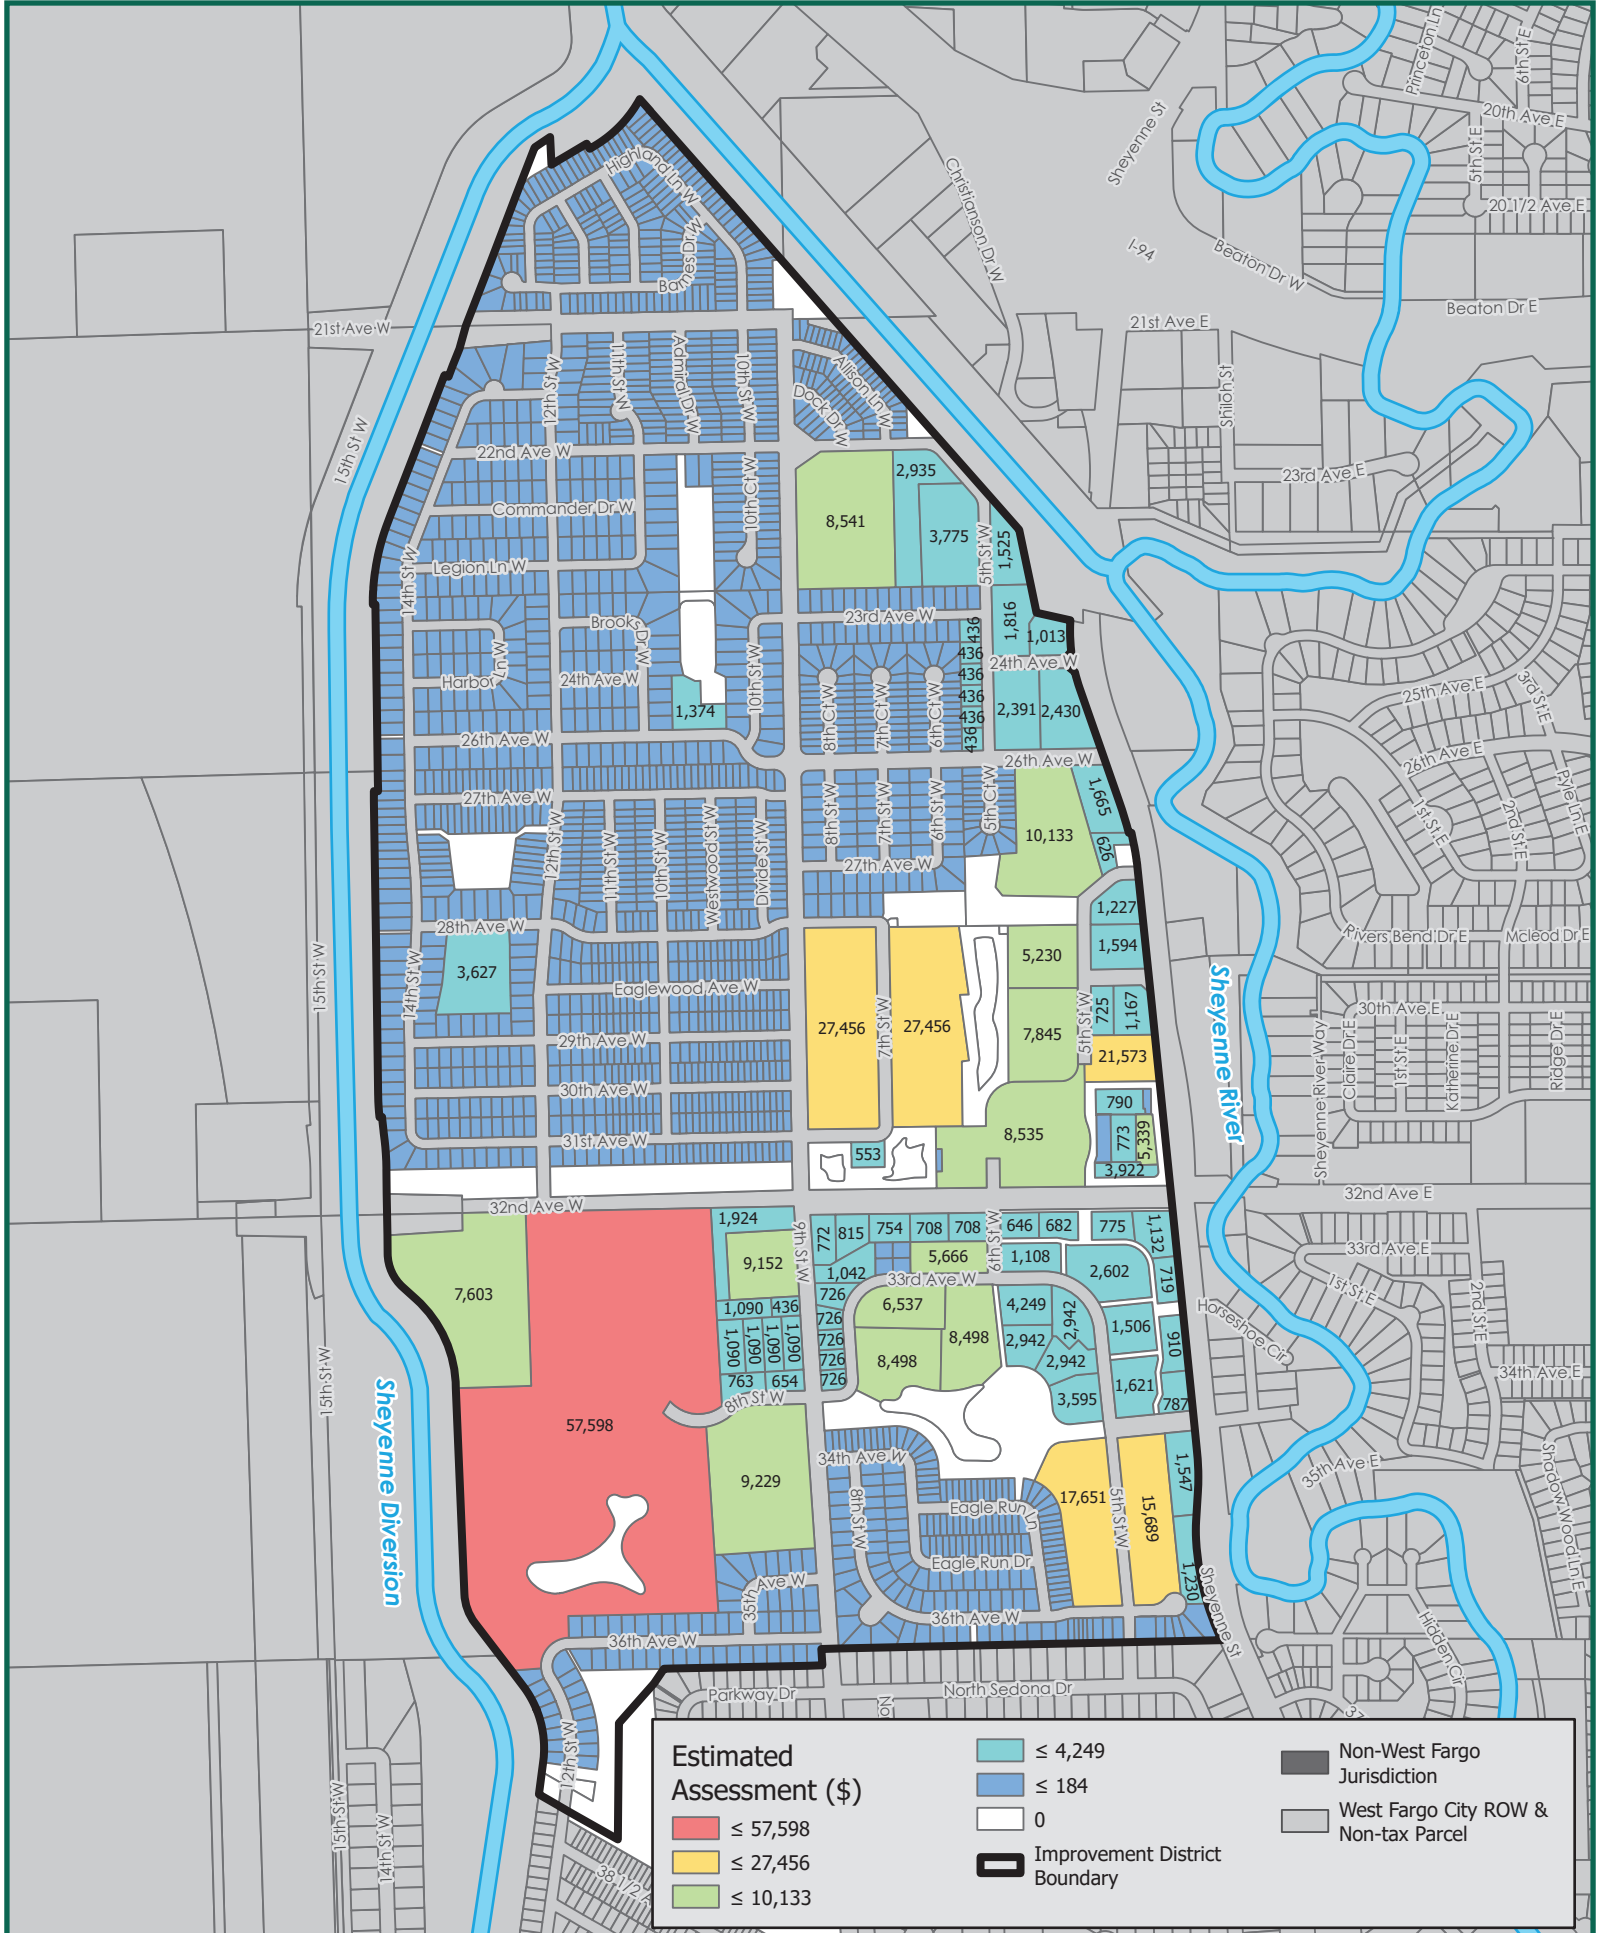 Princeton Ln
6th St E
20th Ave E
5th St E
20 1/2 Ave E
Sheyenne St
Christianson Dr W
I-94
Beaton Dr W
Beaton Dr E
Highland Ln W
Barnes Dr W
21st Ave W
21st Ave E
Shiloh St
15th St W
12th St W
11th St W
Admiral Dr W
10th St W
Allison Ln W
Dock Dr W
22nd Ave W
23rd Ave E
2,935
8,541
3,775
5th St W
1,525
Commander Dr W
10th Ct W
14th St W
Legion Ln W
Brooks Dr W
23rd Ave W
1,816
1,013
436
436
436
436
436
436
24th Ave W
Harbor Ln W
24th Ave W
1,374
10th St W
8th Ct W
7th Ct W
6th Ct W
2,391
2,430
25th Ave E
3rd St E
26th Ave W
26th Ave W
26th Ave E
27th Ave W
1,665
10,133
626
8th St W
7th St W
6th St W
5th Ct W
27th Ave W
1st St E
2nd St E
Pyle Ln E
12th St W
11th St W
10th St W
Westwood St W
Divide St W
1,227
1,594
28th Ave W
3,627
Rivers Bend Dr E
Mcleod Dr E
15th St W
14th St W
Eaglewood Ave W
27,456
7th St W
27,456
5,230
7,845
5th St W
725
1,167
21,573
Sheyenne River
30th Ave E
Sheyenne River Way
Claire Dr E
1st St E
Katherine Dr E
Ridge Dr E
29th Ave W
30th Ave W
31st Ave W
790
773
5,339
3,922
8,535
553
32nd Ave W
32nd Ave E
1,924
9,152
9th St W
772
815
754
708
708
6th St W
646
682
775
1,132
1,042
5,666
1,108
2,602
719
33rd Ave W
33rd Ave E
1st St E
2nd St E
7,603
1,090
436
1,090
1,090
1,090
1,090
763
654
8th St W
726
726
726
726
726
6,537
8,498
8,498
4,249
2,942
2,942
2,942
3,595
1,506
910
1,621
787
Horseshoe Cir
34th Ave E
15th St W
Sheyenne Diversion
57,598
9,229
34th Ave W
8th St W
Eagle Run Ln
Eagle Run Dr
17,651
5th St W
15,689
1,547
1,230
35th Ave E
Shadow Wood Ln E
35th Ave W
36th Ave W
36th Ave W
Sheyenne St
Hidden Cir
Parkway Dr
North Sedona Dr
No
37
12th St W
15th St W
14th St W
38 1/2 A
Estimated
Assessment ($)
≤ 57,598
≤ 27,456
≤ 10,133
≤ 4,249
≤ 184
0
Improvement District
Boundary
Non-West Fargo
Jurisdiction
West Fargo City ROW &
Non-tax Parcel